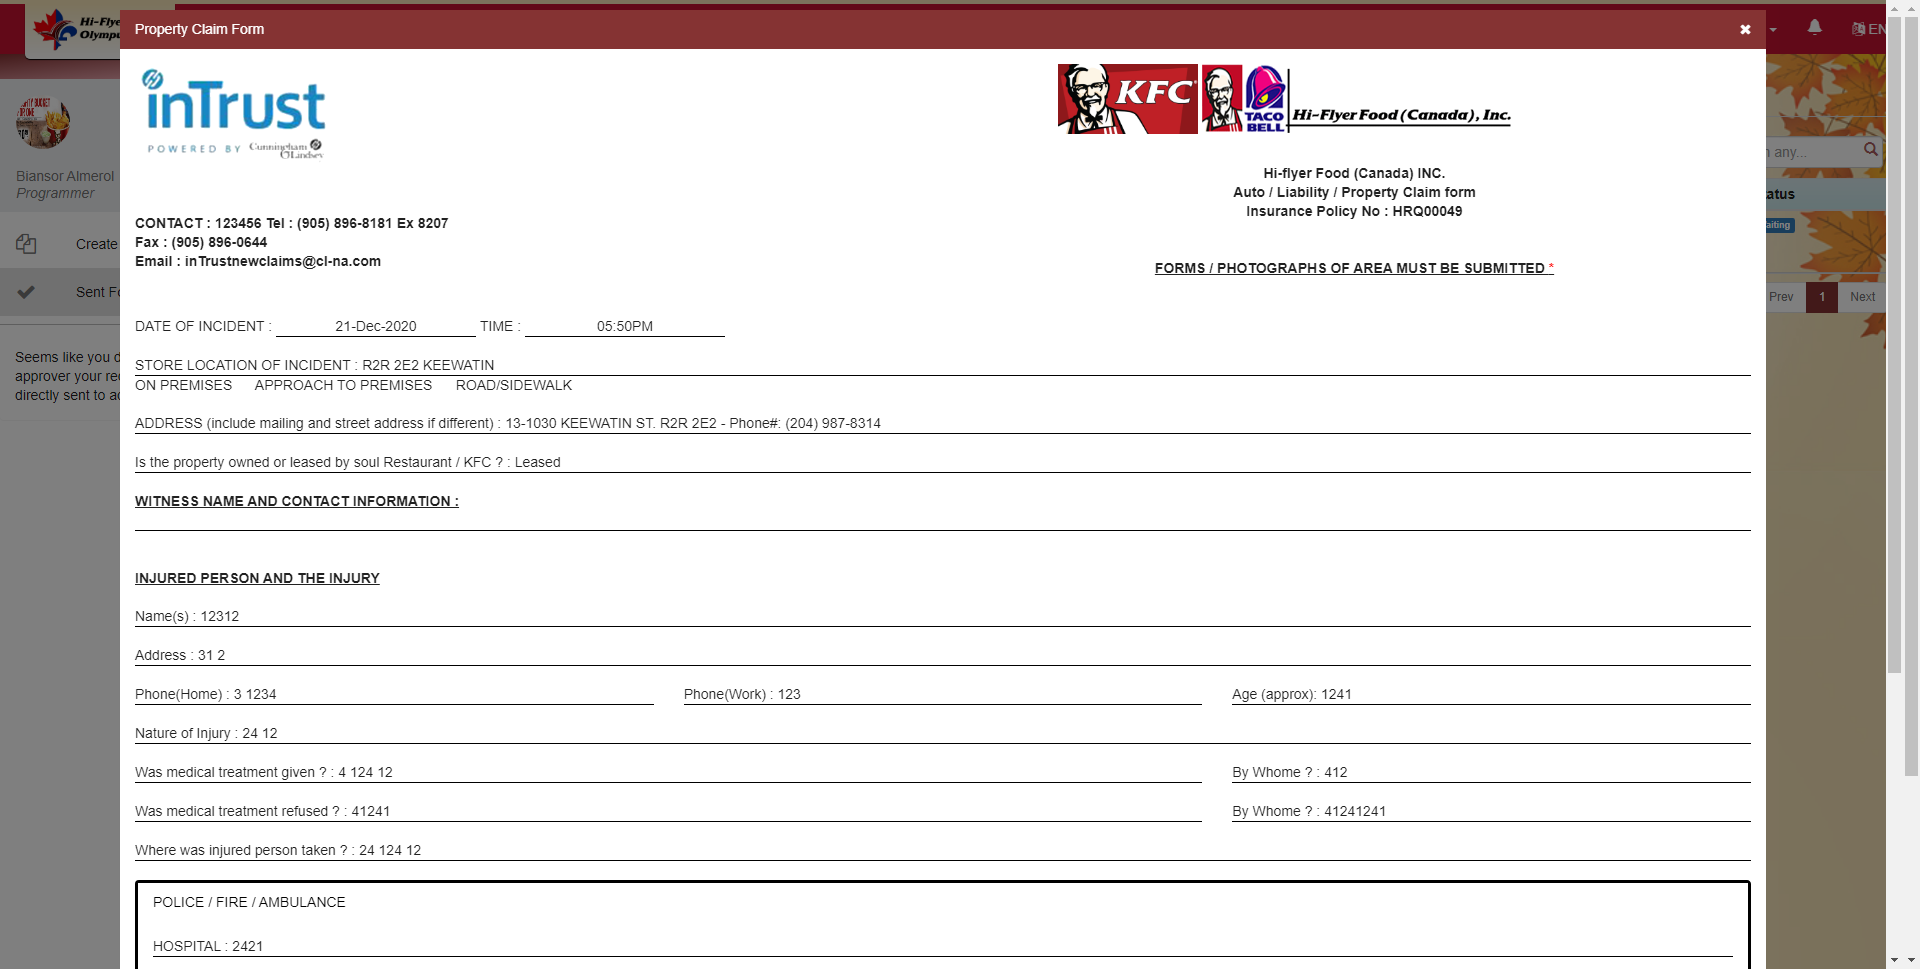 Property Claim Form
Hi-Flye
Olympu
EN
inTrust
POWERED BY Cunningham Lindsey
KFC
TACO BELL
Hi-Flyer Food (Canada), Inc.
Biansor Almerol
Programmer
n any...
Hi-flyer Food (Canada) INC.
Auto / Liability / Property Claim form
Insurance Policy No : HRQ00049
atus
aiting
CONTACT : 123456 Tel : (905) 896-8181 Ex 8207
Fax : (905) 896-0644
Email : inTrustnewclaims@cl-na.com
Create
Sent Fo
FORMS / PHOTOGRAPHS OF AREA MUST BE SUBMITTED *
Prev 1 Next
DATE OF INCIDENT : 21-Dec-2020 TIME : 05:50PM
Seems like you d
approver your re
directly sent to a
STORE LOCATION OF INCIDENT : R2R 2E2 KEEWATIN
ON PREMISES APPROACH TO PREMISES ROAD/SIDEWALK
ADDRESS (include mailing and street address if different) : 13-1030 KEEWATIN ST. R2R 2E2 - Phone#: (204) 987-8314
Is the property owned or leased by soul Restaurant / KFC ? : Leased
WITNESS NAME AND CONTACT INFORMATION :
INJURED PERSON AND THE INJURY
Name(s) : 12312
Address : 31 2
Phone(Home) : 3 1234 Phone(Work) : 123 Age (approx): 1241
Nature of Injury : 24 12
Was medical treatment given ? : 4 124 12 By Whome ? : 412
Was medical treatment refused ? : 41241 By Whome ? : 41241241
Where was injured person taken ? : 24 124 12
POLICE / FIRE / AMBULANCE
HOSPITAL : 2421